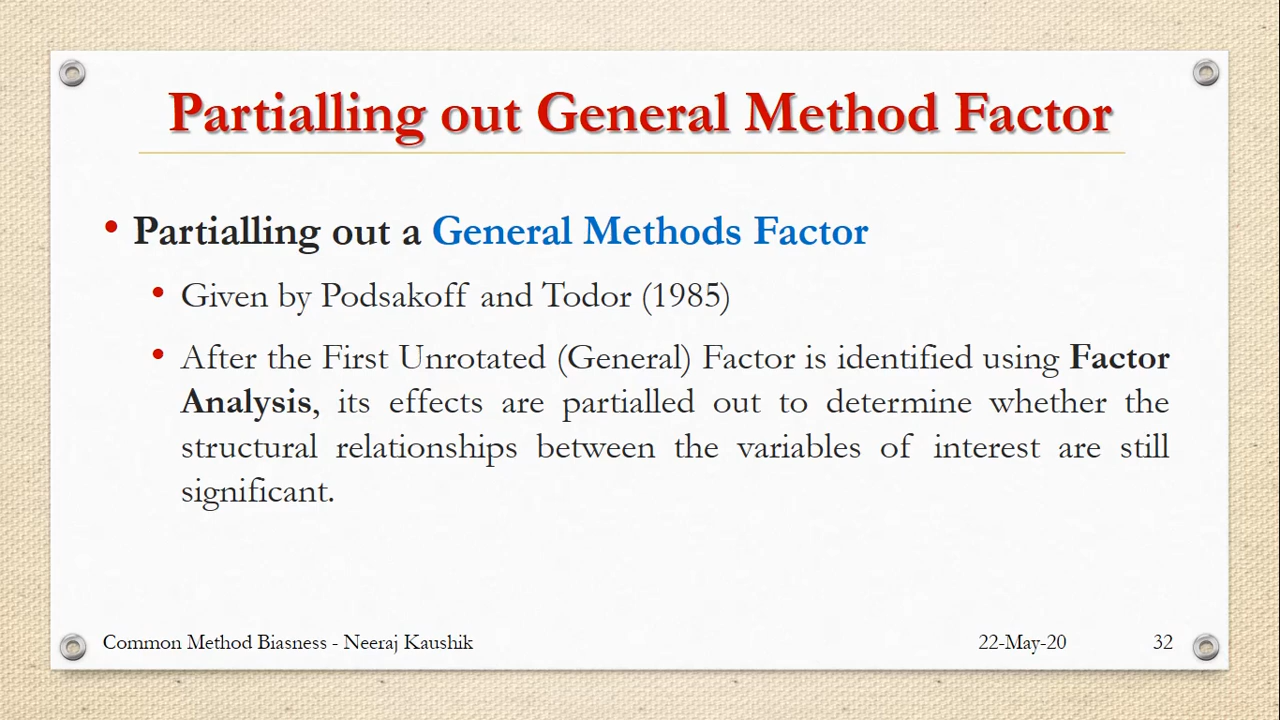 Partialling out General Method Factor
• Partialling out a General Methods Factor
• Given by Podsakoff and Todor (1985)
• After the First Unrotated (General) Factor is identified using Factor
Analysis, its effects are partialled out to determine whether the
structural relationships between the variables of interest are still
significant.
Common Method Biasness - Neeraj Kaushik 22-May-20 32